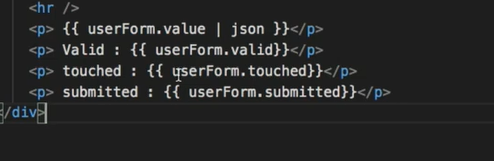 <hr />
<p> {{ userForm.value | json }}</p>
<p> Valid : {{ userForm.valid}}</p>
<p> touched : {{ userForm.touched}}</p>
<p> submitted : {{ userForm.submitted}}</p>
</div>